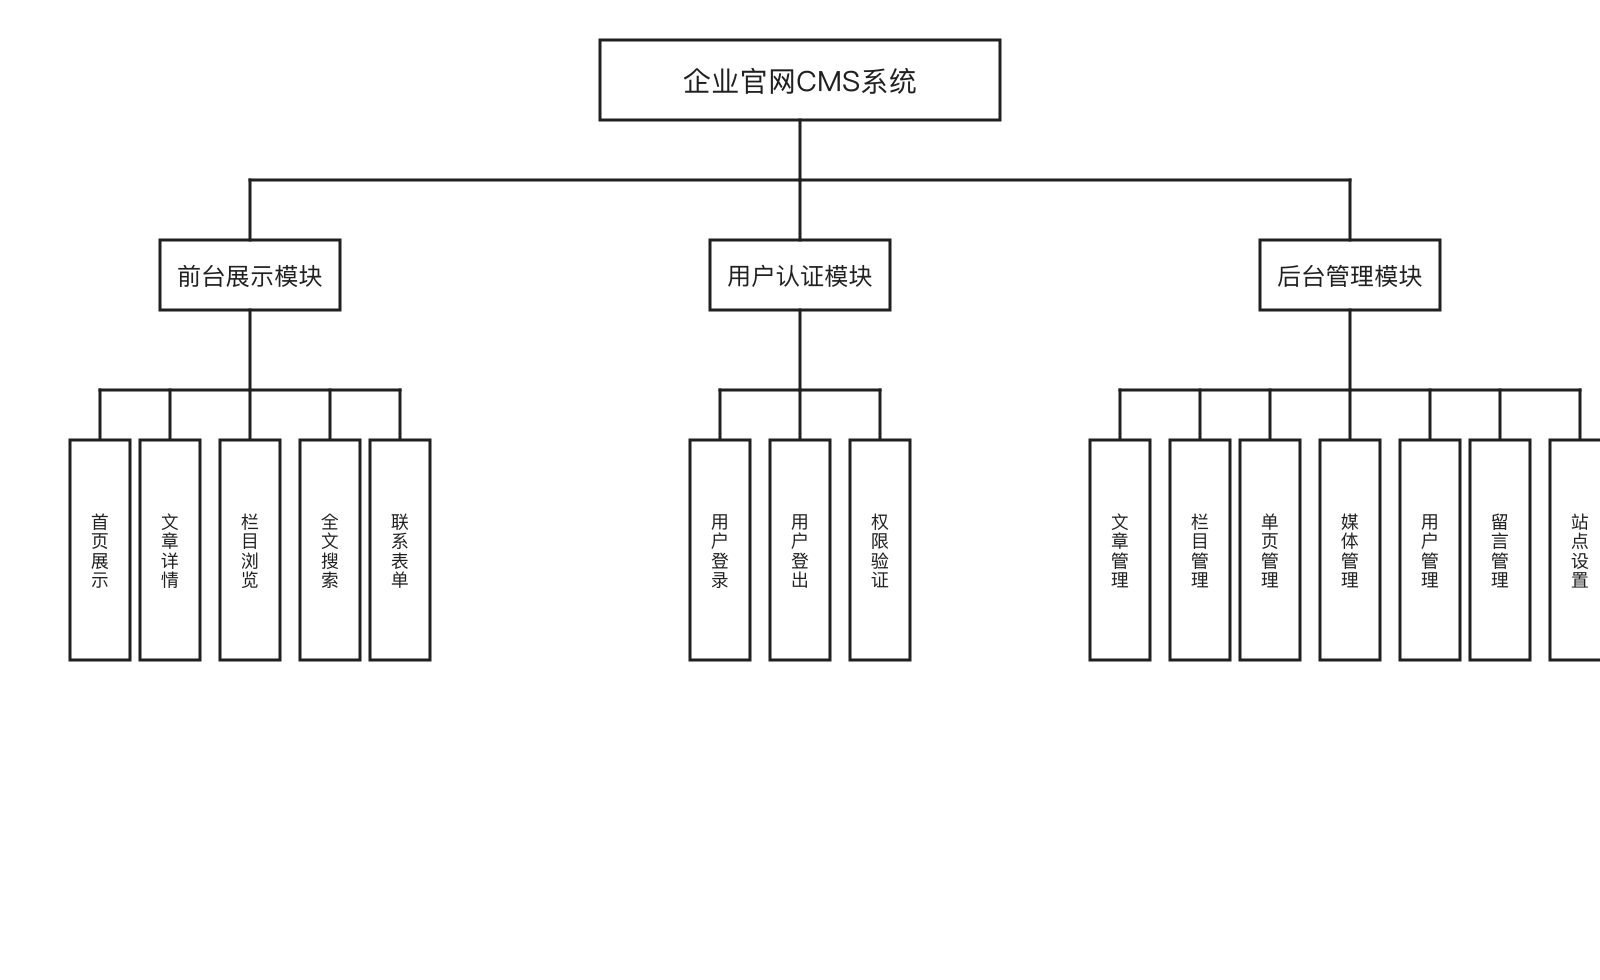 企业官网CMS系统
前台展示模块
用户认证模块
后台管理模块
首页展示
文章详情
栏目浏览
全文搜索
联系表单
用户登录
用户登出
权限验证
文章管理
栏目管理
单页管理
媒体管理
用户管理
留言管理
站点设置